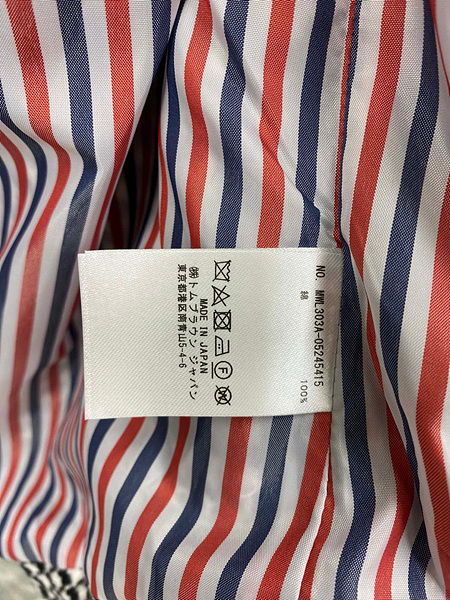 NO. MWL303A-05245415
綿 100%
F
W
MADE IN JAPAN
㈱トムブラウン ジャパン
東京都港区南青山5-4-6